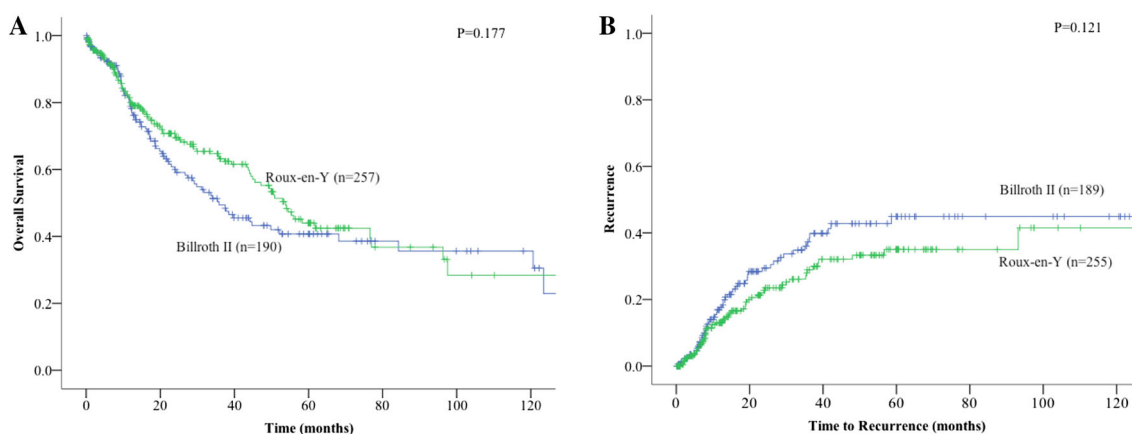 A
P=0.177
1.0
0.8
0.6
0.4
0.2
0.0
Overall Survival
Roux-en-Y (n=257)
Billroth II (n=190)
0 20 40 60 80 100 120
Time (months)
B
P=0.121
1.0
0.8
0.6
0.4
0.2
0.0
Recurrence
Billroth II (n=189)
Roux-en-Y (n=255)
0 20 40 60 80 100 120
Time to Recurrence (months)